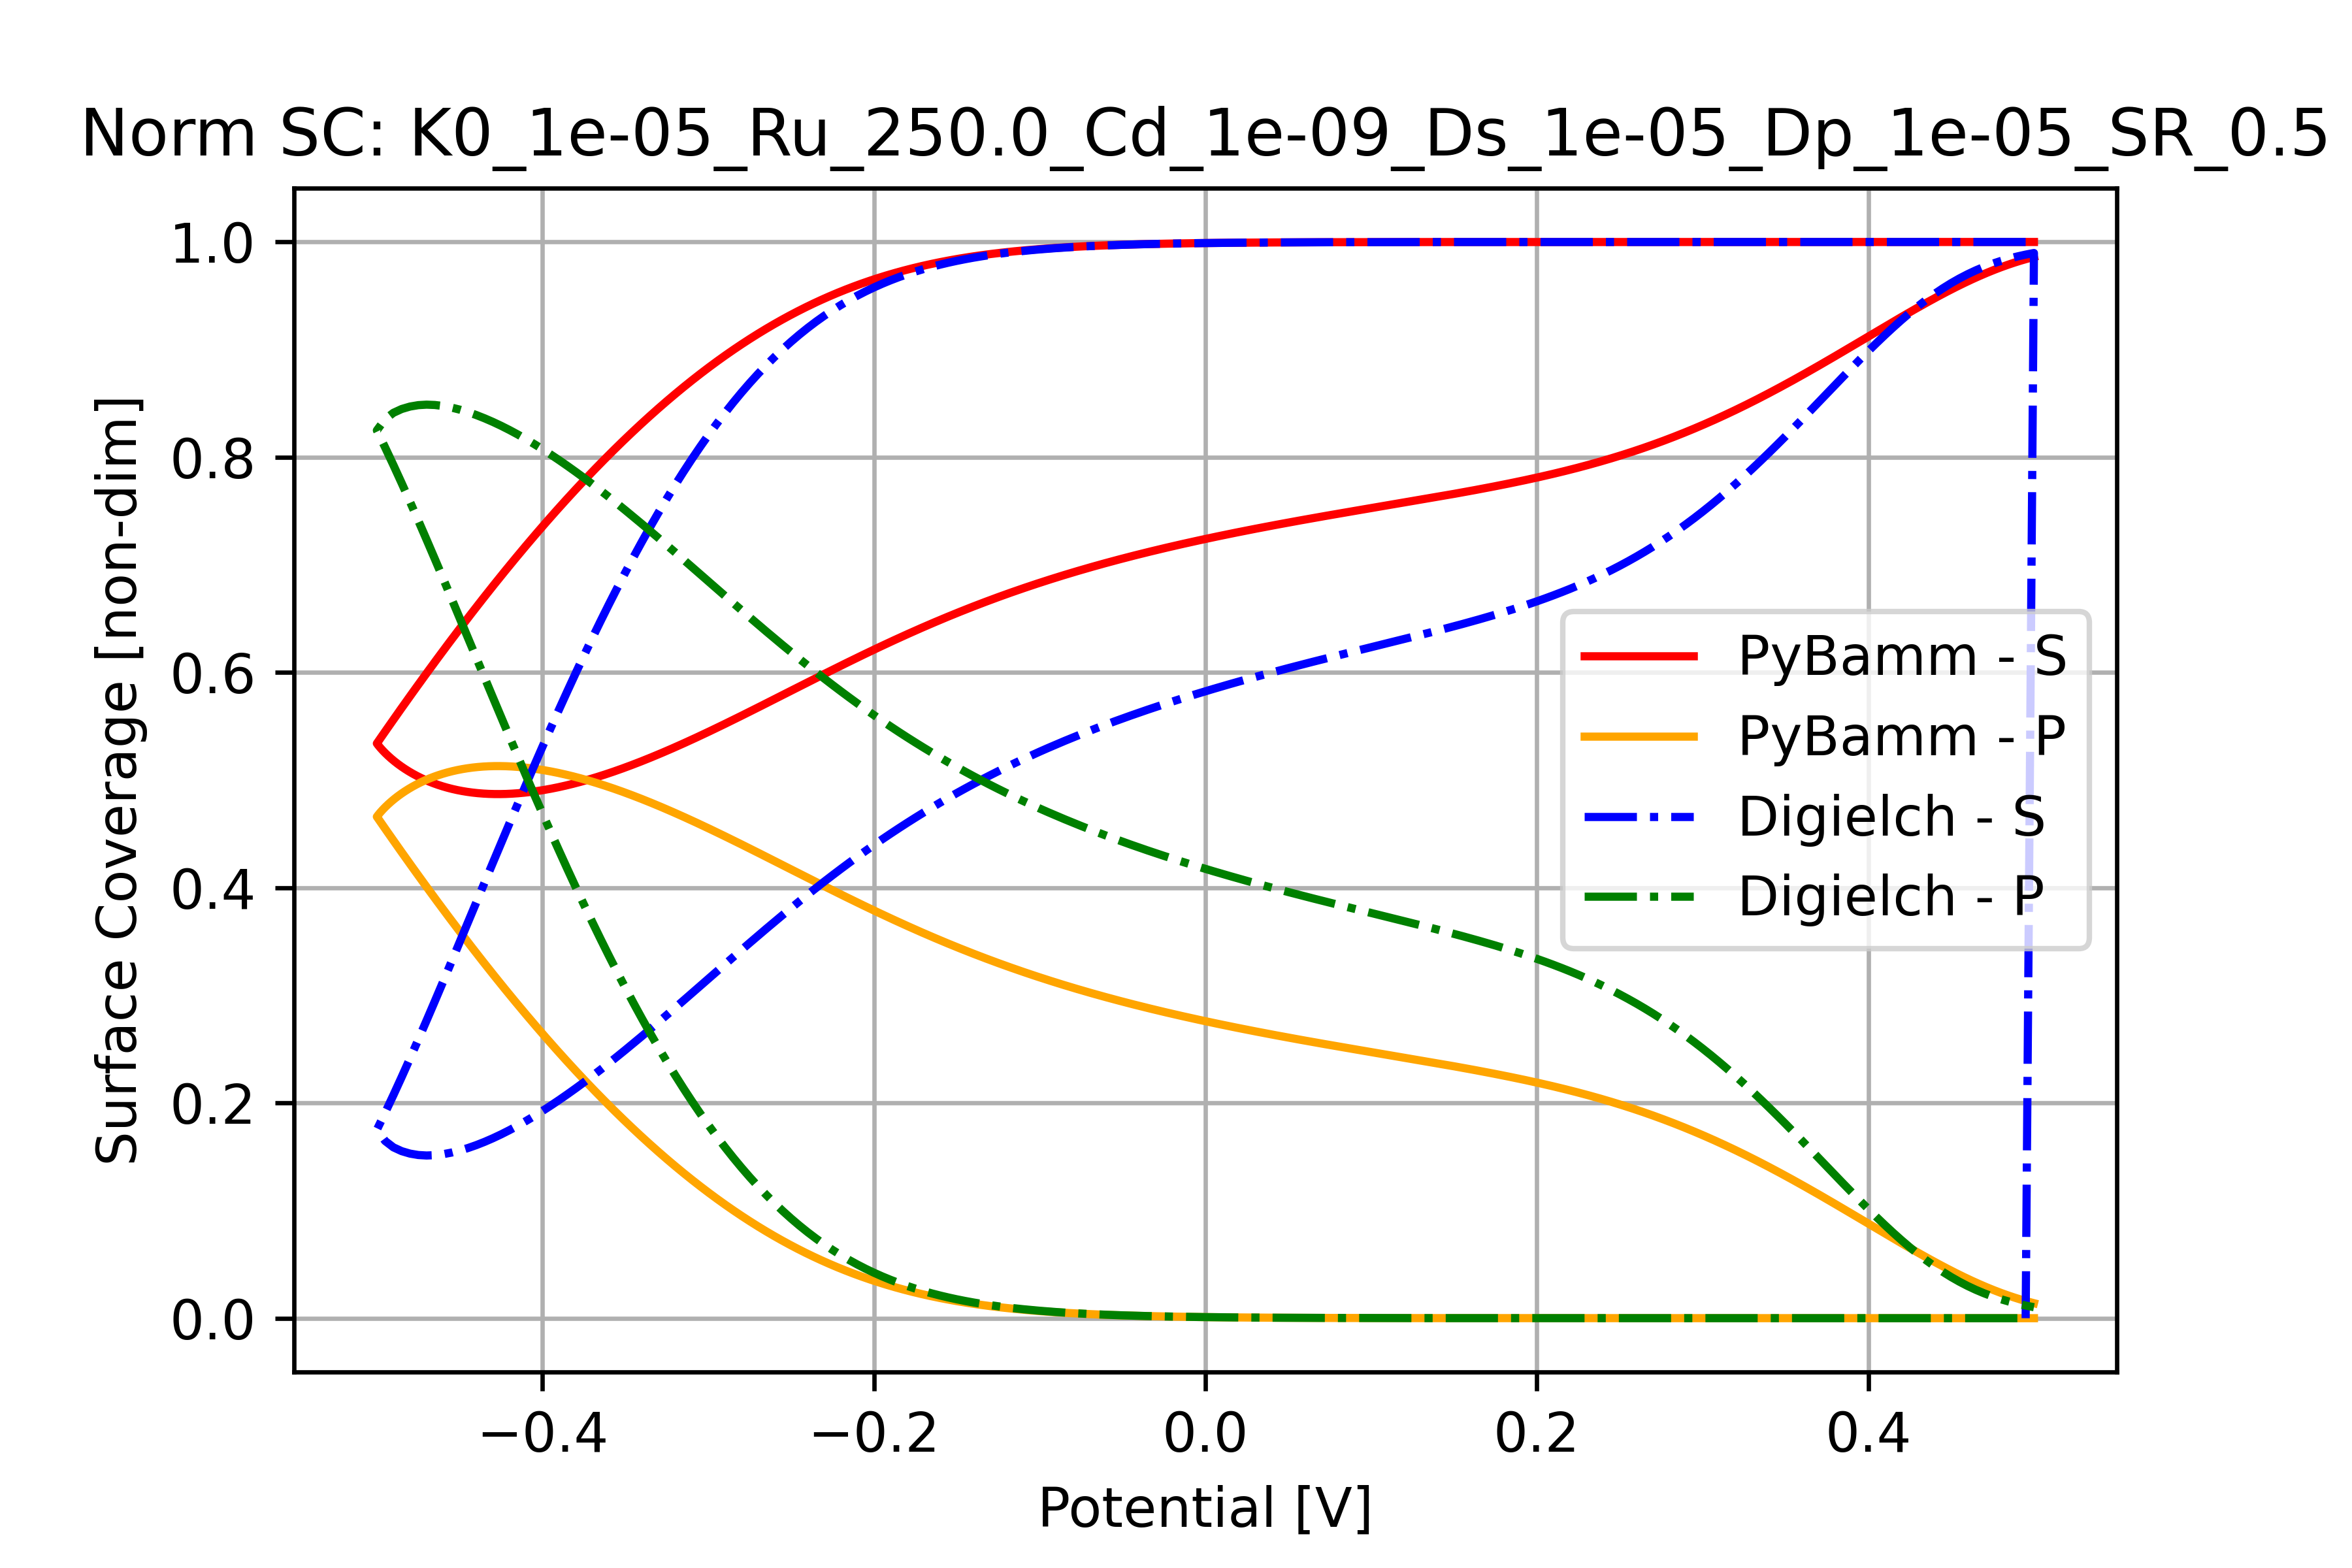 Norm SC: K0_1e-05_Ru_250.0_Cd_1e-09_Ds_1e-05_Dp_1e-05_SR_0.5
Surface Coverage [non-dim]
1.0
0.8
0.6
0.4
0.2
0.0
PyBamm - S
PyBamm - P
Digielch - S
Digielch - P
−0.4
−0.2
0.0
0.2
0.4
Potential [V]